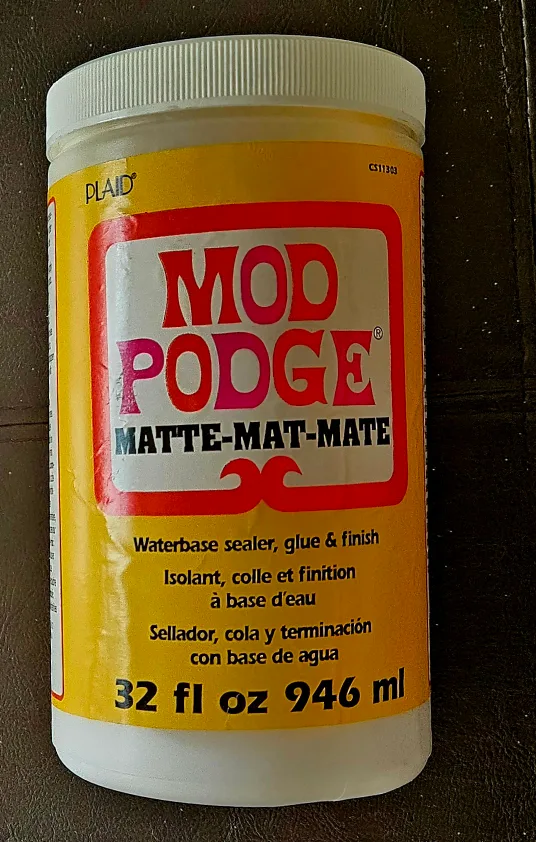 PLAID®
CS11303
MOD
PODGE®
MATTE-MAT-MATE
Waterbase sealer, glue & finish
Isolant, colle et finition
à base d'eau
Sellador, cola y terminación
con base de agua
32 fl oz 946 ml